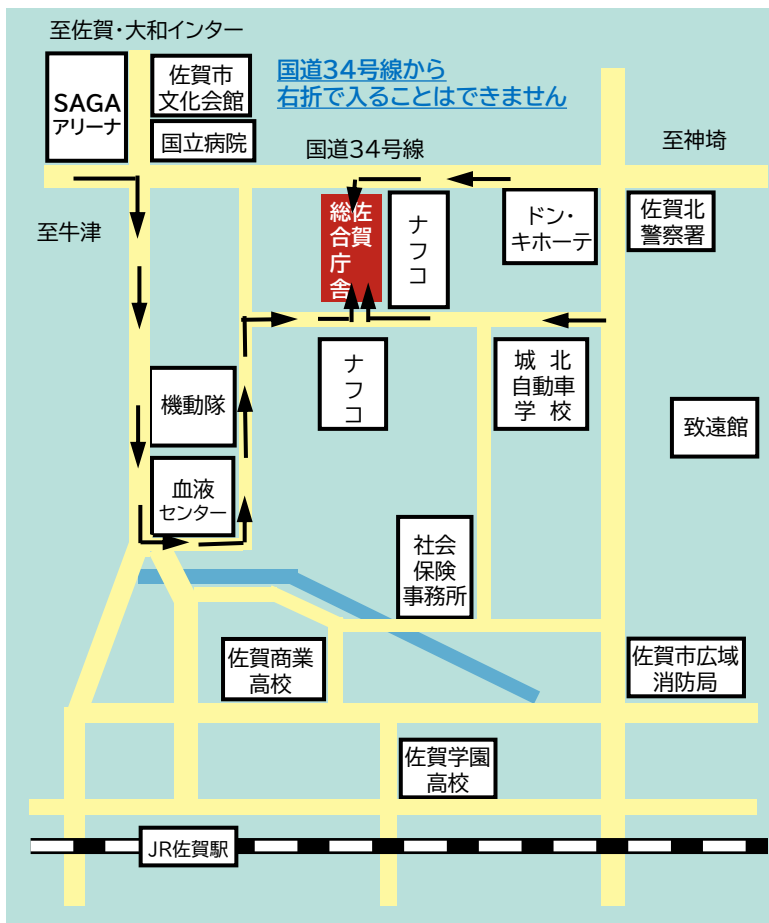 至佐賀・大和インター
SAGA
アリーナ
佐賀市
文化会館
国立病院
国道34号線から
右折で入ることはできません
国道34号線
至神埼
至牛津
佐賀
総合庁舎
ナフコ
ドン・
キホーテ
佐賀北
警察署
ナフコ
城北
自動車
学校
機動隊
致遠館
血液
センター
社会
保険
事務所
佐賀商業
高校
佐賀市広域
消防局
佐賀学園
高校
JR佐賀駅